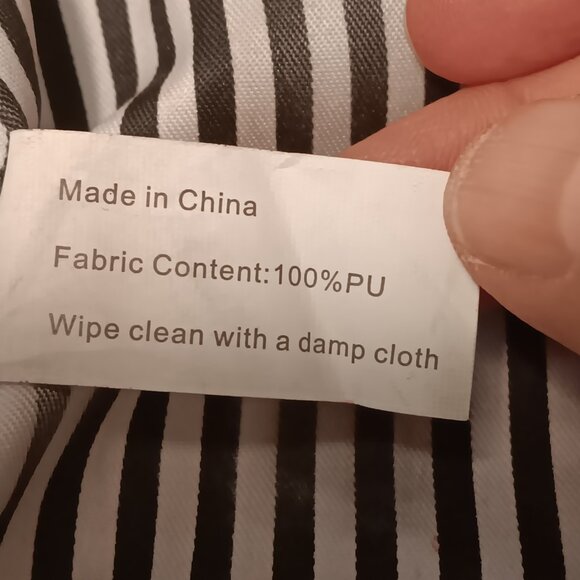 Made in China
Fabric Content:100%PU
Wipe clean with a damp cloth